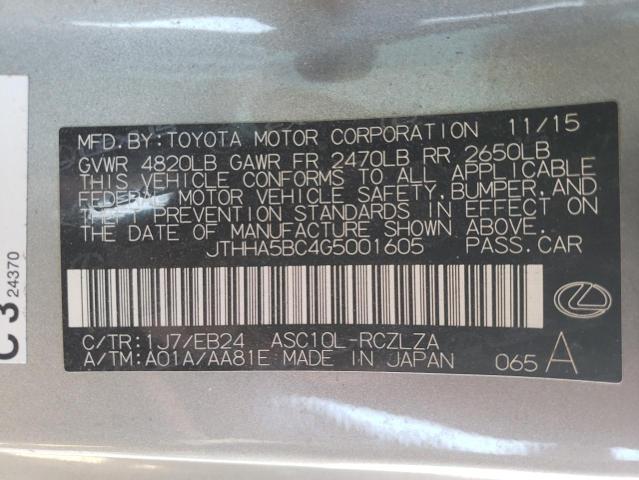 MFD.BY:TOYOTA MOTOR CORPORATION 11/15
GVWR 4820LB GAWR FR 2470LB RR 2650LB
THIS VEHICLE CONFORMS TO ALL APPLICABLE
FEDERAL MOTOR VEHICLE SAFETY,BUMPER,AND
THEFT PREVENTION STANDARDS IN EFFECT ON
THE DATE OF MANUFACTURE SHOWN ABOVE.
JTHHA5BC4G5001605 PASS.CAR
C/TR:1J7/EB24 ASC10L-RCZLZA
A/TM:A01A/AA81E MADE IN JAPAN 065 A
C 3
24370